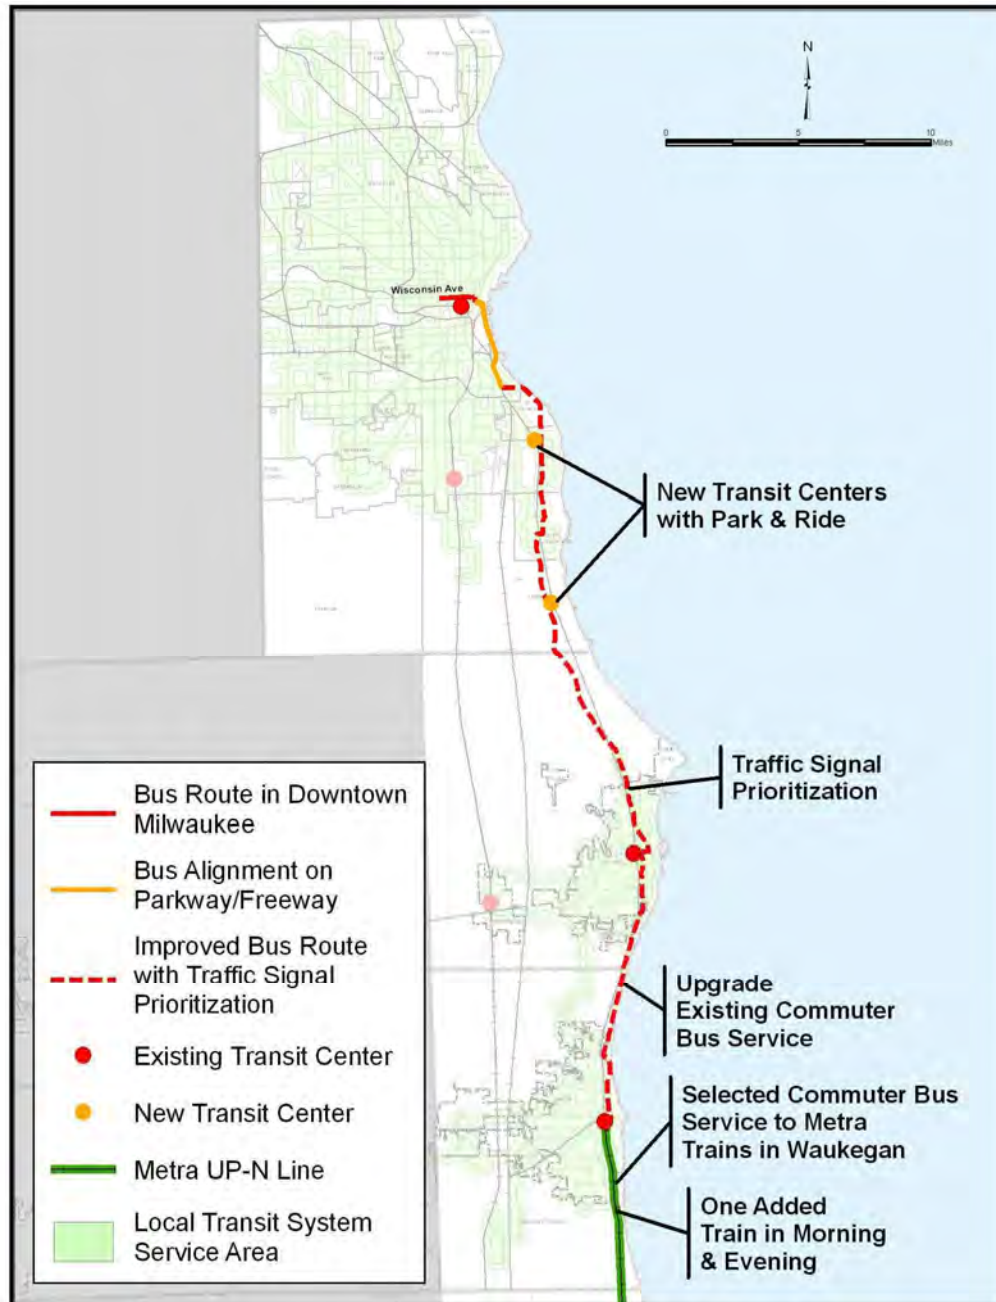 N
0 5 10
Miles
Wisconsin Ave
New Transit Centers
with Park & Ride
Traffic Signal
Prioritization
Upgrade
Existing Commuter
Bus Service
Selected Commuter Bus
Service to Metra
Trains in Waukegan
One Added
Train in Morning
& Evening
Bus Route in Downtown
Milwaukee
Bus Alignment on
Parkway/Freeway
Improved Bus Route
with Traffic Signal
Prioritization
Existing Transit Center
New Transit Center
Metra UP-N Line
Local Transit System
Service Area